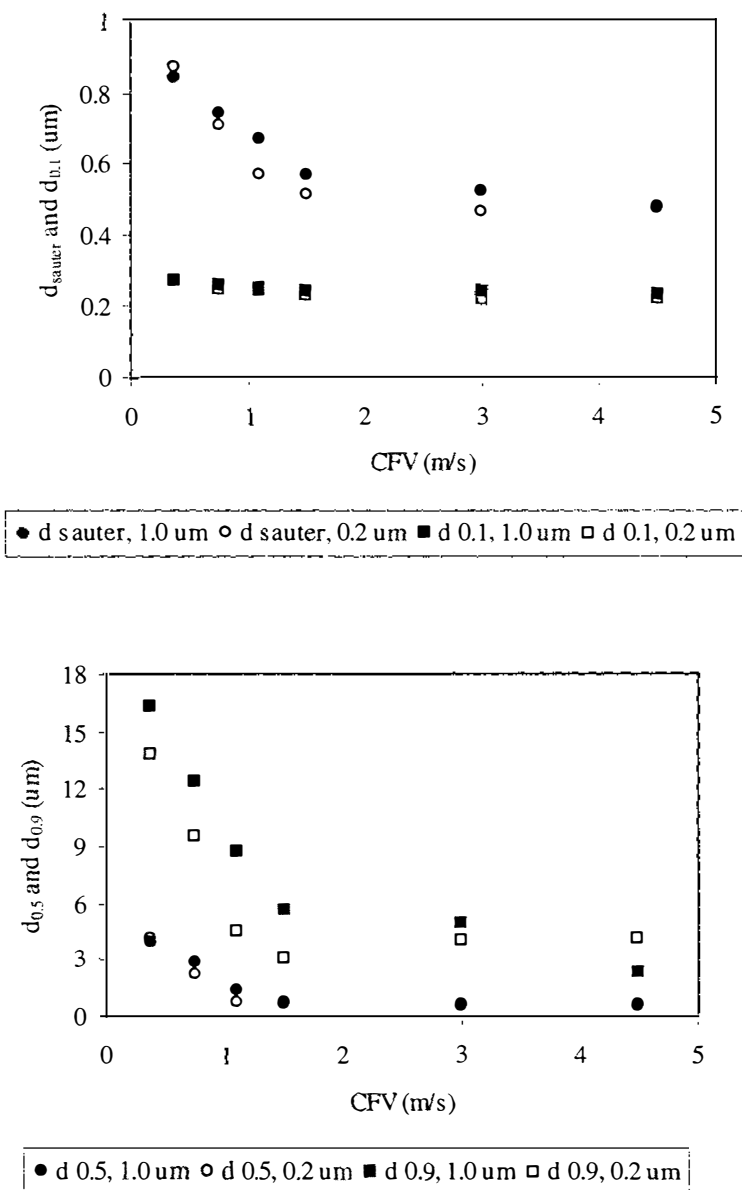 1
0.8
0.6
0.4
0.2
0
d sauter and d 0.1 (um)
0 1 2 3 4 5
CFV (m/s)
d sauter, 1.0 um d sauter, 0.2 um d 0.1, 1.0 um d 0.1, 0.2 um
18
15
12
9
6
3
0
d0.5 and d0.9 (um)
0 1 2 3 4 5
CFV (m/s)
d 0.5, 1.0 um d 0.5, 0.2 um d 0.9, 1.0 um d 0.9, 0.2 um